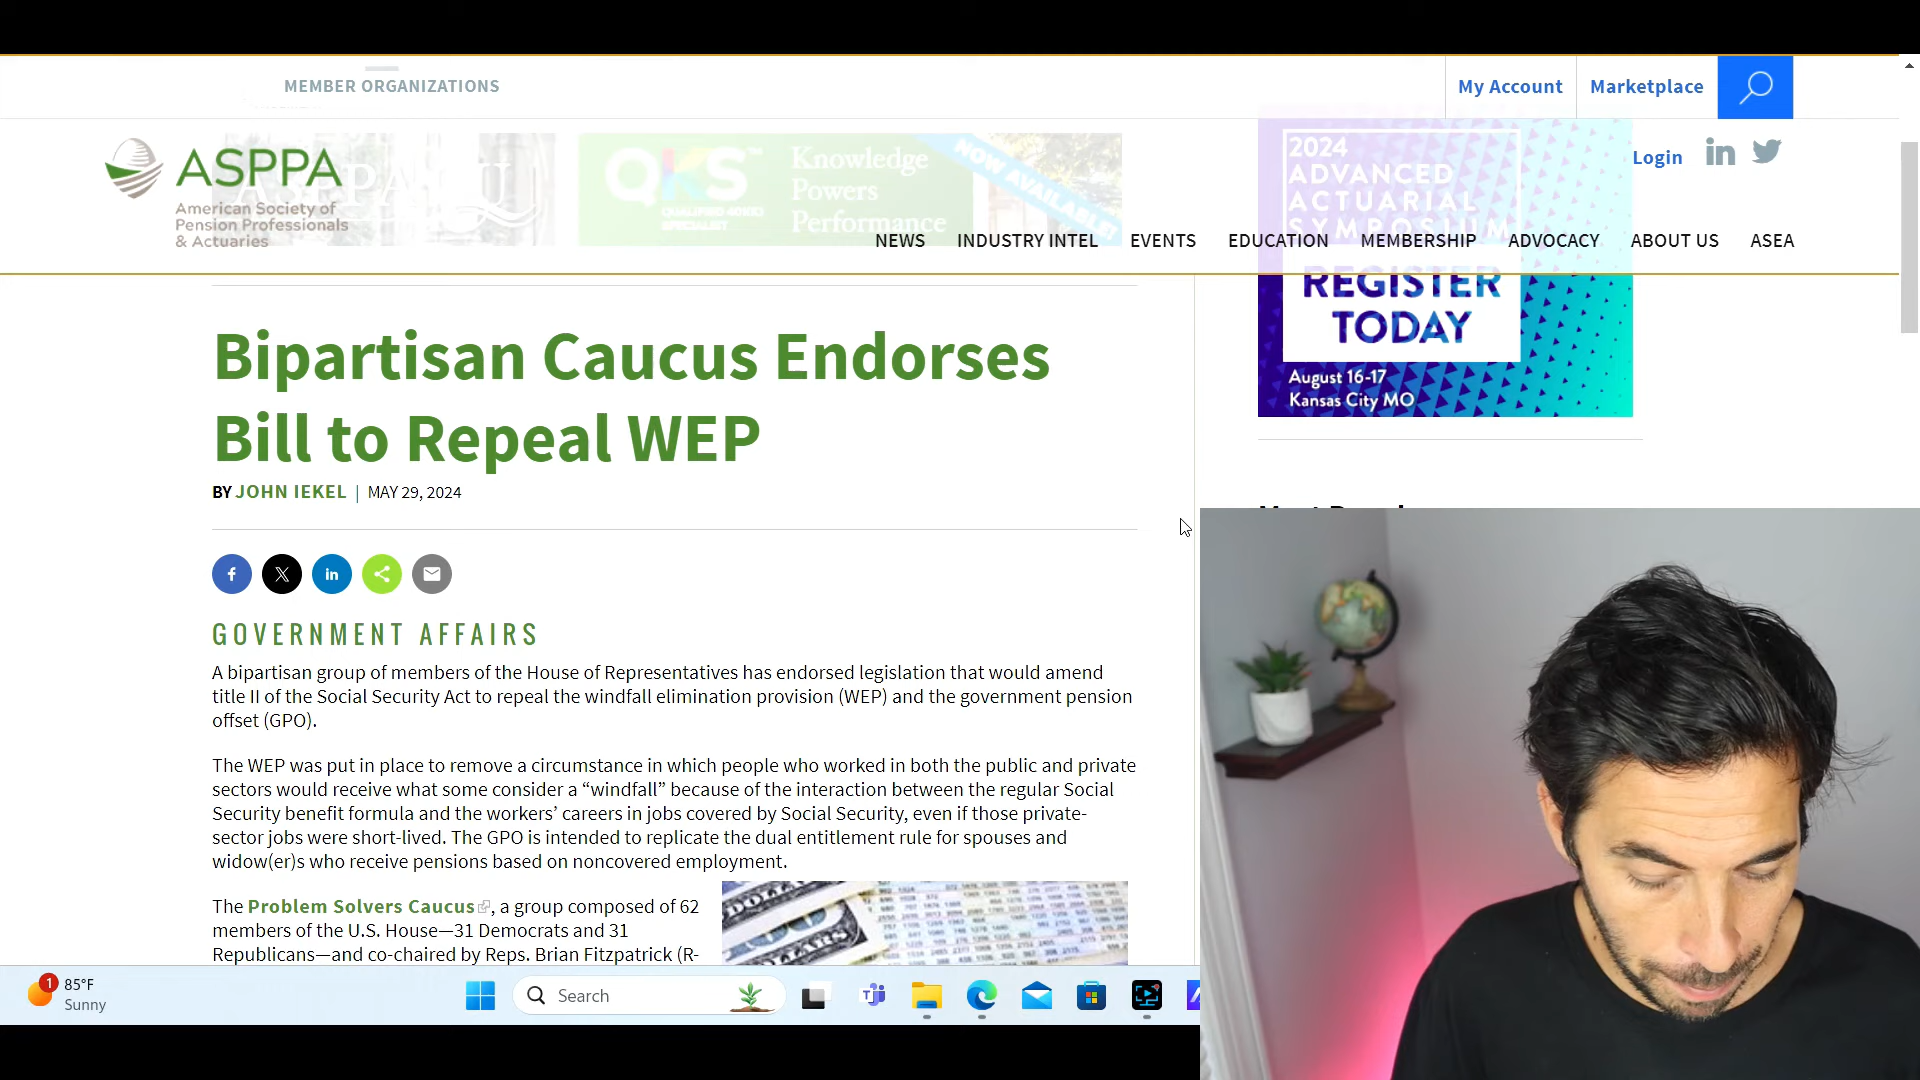 MEMBER ORGANIZATIONS
My Account
Marketplace
ASPPA
American Society of
Pension Professionals
& Actuaries
QKS
QUALIFIED 401(K)
SPECIALIST
Knowledge
Powers
Performance
NOW AVAILABLE!
2024
ADVANCED
ACTUARIAL
SYMPOSIUM
Login
NEWS
INDUSTRY INTEL
EVENTS
EDUCATION
MEMBERSHIP
ADVOCACY
ABOUT US
ASEA
REGISTER
TODAY
August 16-17
Kansas City MO
Bipartisan Caucus Endorses
Bill to Repeal WEP
BY JOHN IEKEL | MAY 29, 2024
GOVERNMENT AFFAIRS
A bipartisan group of members of the House of Representatives has endorsed legislation that would amend
title II of the Social Security Act to repeal the windfall elimination provision (WEP) and the government pension
offset (GPO).
The WEP was put in place to remove a circumstance in which people who worked in both the public and private
sectors would receive what some consider a “windfall” because of the interaction between the regular Social
Security benefit formula and the workers’ careers in jobs covered by Social Security, even if those private-
sector jobs were short-lived. The GPO is intended to replicate the dual entitlement rule for spouses and
widow(er)s who receive pensions based on noncovered employment.
The Problem Solvers Caucus, a group composed of 62
members of the U.S. House—31 Democrats and 31
Republicans—and co-chaired by Reps. Brian Fitzpatrick (R-
1
85°F
Sunny
Search